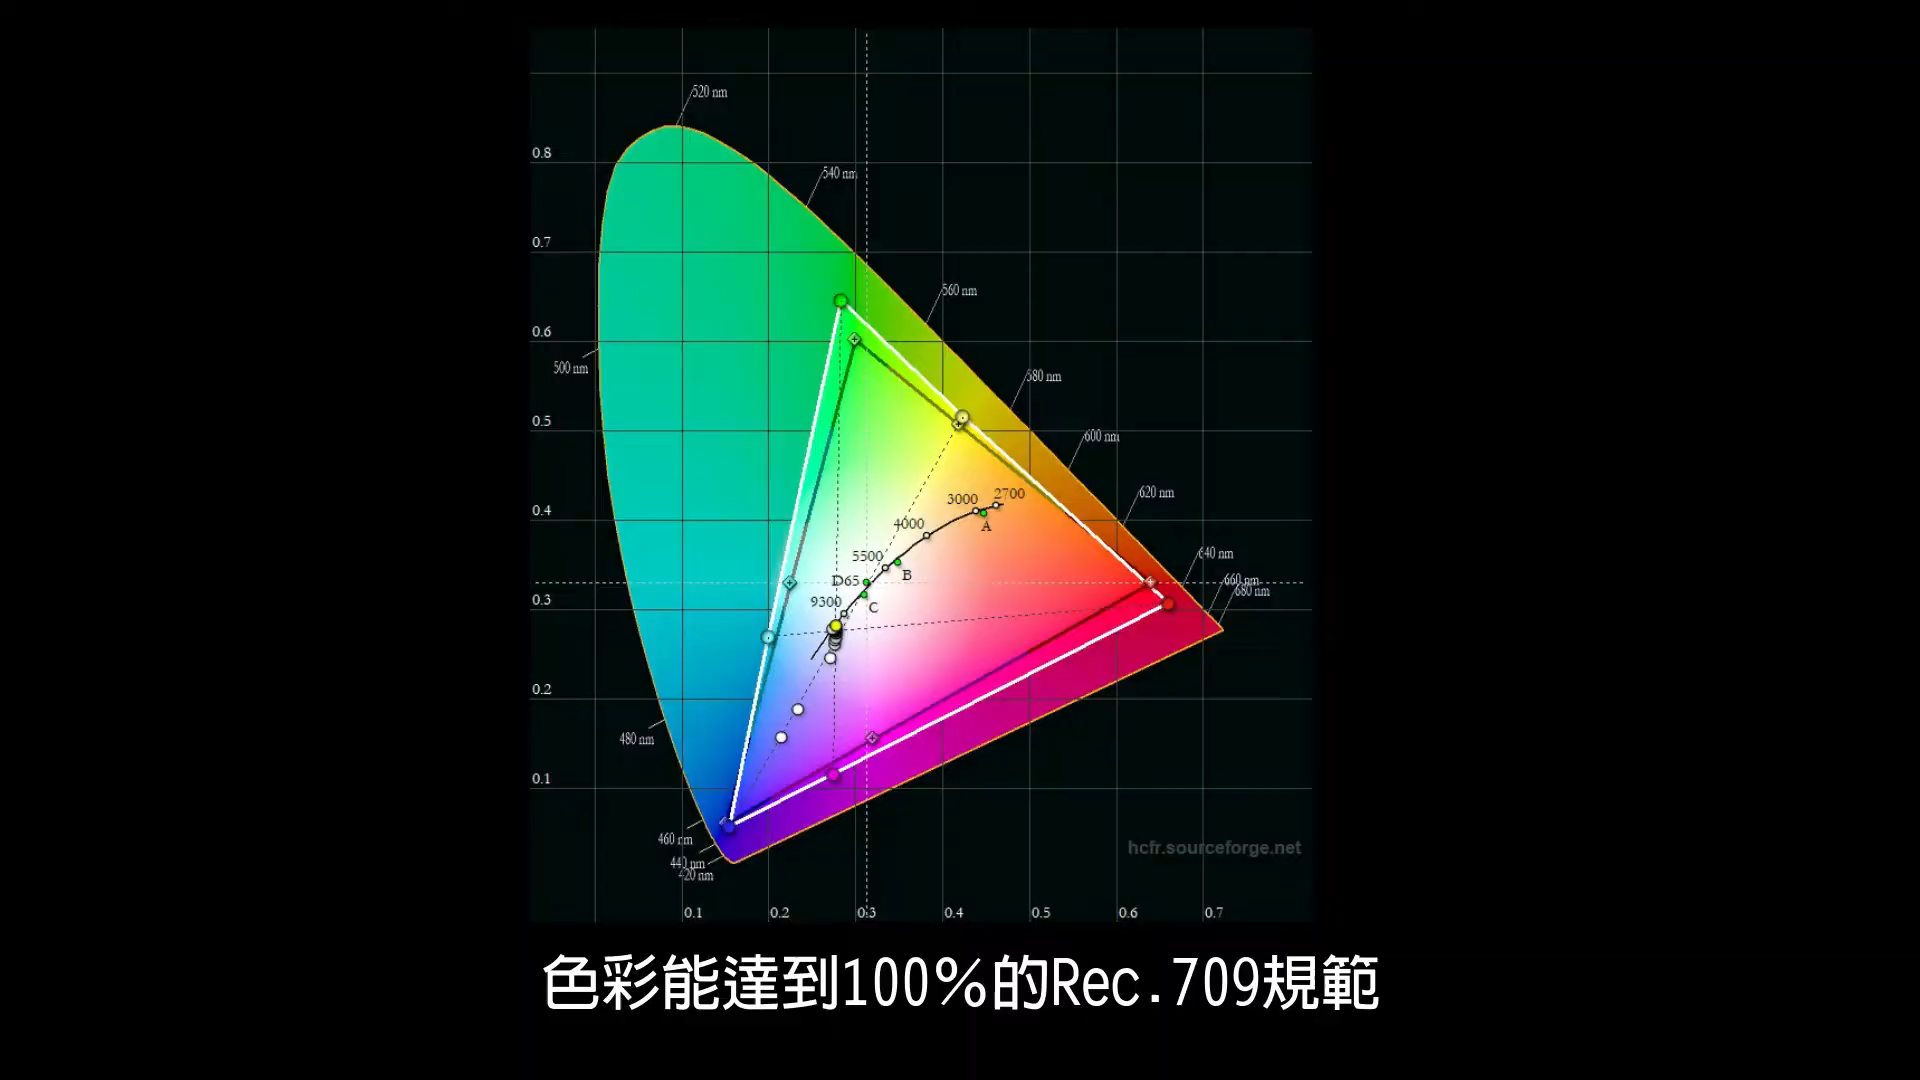 520 nm
0.8
540 nm
0.7
560 nm
0.6
500 nm
580 nm
0.5
600 nm
620 nm
3000
2700
0.4
A
4000
5500
640 nm
B
D65
660 nm
680 nm
0.3
9300
C
0.2
480 nm
0.1
460 nm
440 nm
420 nm
hcfr.sourceforge.net
0.1 0.2 0.3 0.4 0.5 0.6 0.7
色彩能達到100%的Rec.709規範